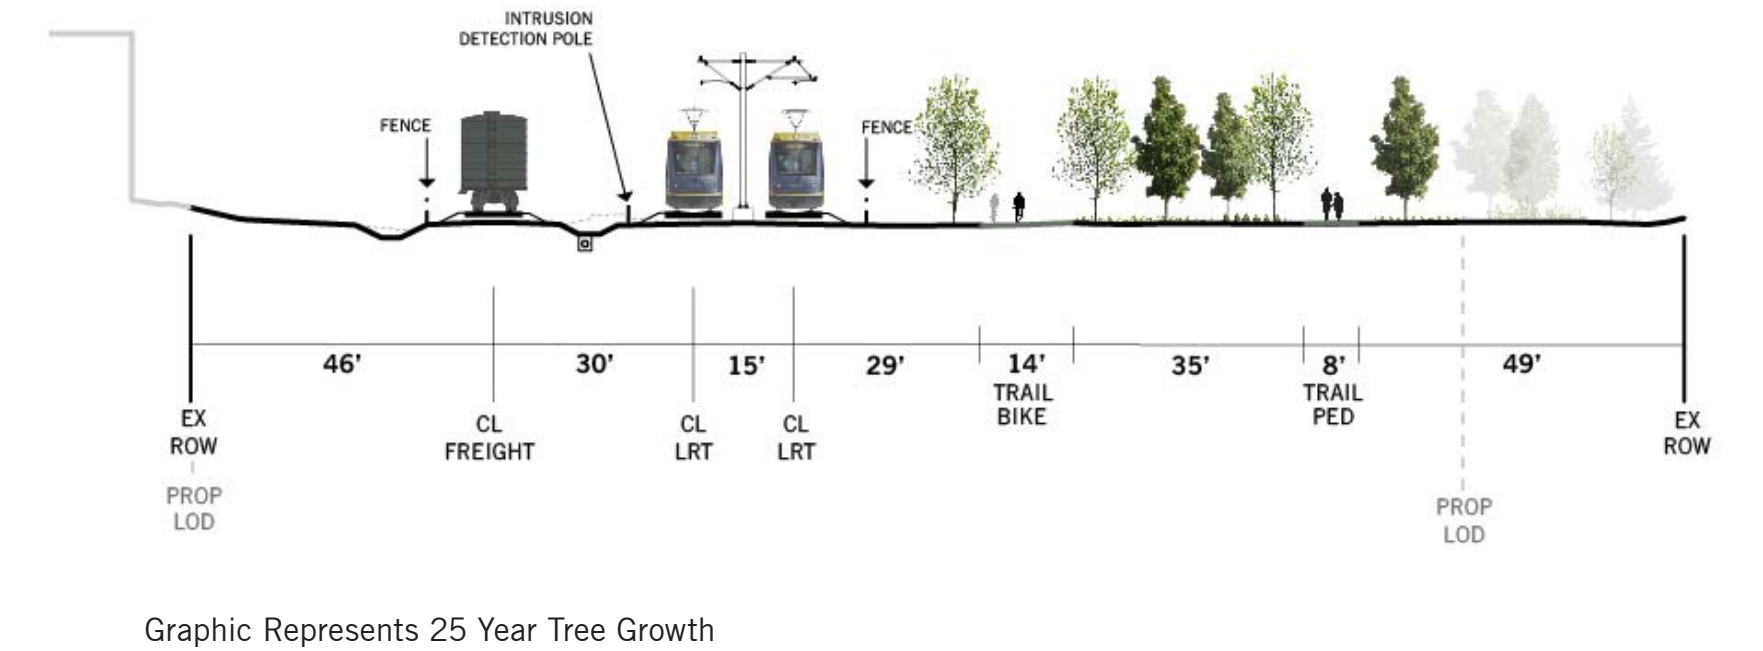 INTRUSION
DETECTION POLE
FENCE
FENCE
46’
30’
15’
29’
14’
TRAIL
BIKE
35’
8’
TRAIL
PED
49’
EX
ROW
PROP
LOD
CL
FREIGHT
CL
LRT
CL
LRT
PROP
LOD
EX
ROW
Graphic Represents 25 Year Tree Growth